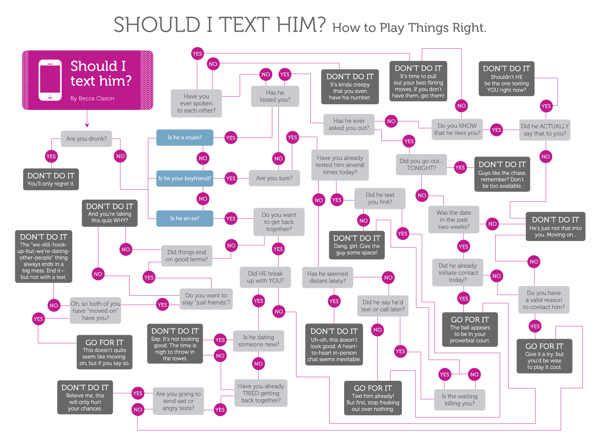 SHOULD I TEXT HIM? How to Play Things Right.
Should I
text him?
By Becca Clason
Are you drunk?
YES
NO
DON'T DO IT
You'll only regret it.
Is he a crush?
YES
NO
Is he your boyfriend?
YES
NO
Is he an ex?
YES
NO
DON'T DO IT
And you're taking
this quiz WHY?
Have you
ever spoken
to each other?
YES
NO
DON'T DO IT
It's kinda creepy
that you even
have his number.
Has he
kissed you?
YES
NO
Are you sure?
YES
NO
DON'T DO IT
It's time to pull
out your best flirting
moves. If you don't
have them, get them!
DON'T DO IT
Shouldn't HE
be the one texting
YOU right now?
Has he ever
asked you out?
NO
YES
Do you KNOW
that he likes you?
NO
YES
Did he ACTUALLY
say that to you?
YES
NO
Did you go out...
TONIGHT?
YES
NO
DON'T DO IT
Guys like the chase,
remember? Don't
be too available.
Have you already
texted him several
times today?
NO
YES
Did he text
you first?
YES
NO
DON'T DO IT
Dang, girl. Give the
guy some space!
Was the date
in the past
two weeks?
YES
NO
DON'T DO IT
He's just not that
into you. Moving on...
Did he already
initiate contact
today?
YES
NO
GO FOR IT
The ball appears
to be in your
proverbial court.
Do you have
a valid reason
to contact him?
YES
NO
GO FOR IT
Give it a try, but
you'd be wise
to play it cool.
Do you want
to get back
together?
YES
NO
Did things end
on good terms?
NO
YES
Did HE break
up with YOU?
YES
NO
Has he seemed
distant lately?
YES
NO
DON'T DO IT
Uh-oh, this doesn't
look good. A heart-
to-heart in-person
chat seems inevitable.
Did he say he'd
text or call later?
NO
YES
GO FOR IT
Text him already!
But first, stop freaking
out over nothing.
Is the waiting
killing you?
YES
NO
DON'T DO IT
The "we-still-hook-
up-but-we're-dating-
other-people" thing
always ends in a
big mess. End it—
but not with a text.
Do you want to
stay "just friends"?
YES
NO
Oh, so both of you
have "moved on"
have you?
NO
YES
GO FOR IT
This doesn't quite
seem like moving
on, but if you say so.
DON'T DO IT
Eep. It's not looking
good. The time is
nigh to throw in
the towel.
Is he dating
someone new?
YES
NO
Have you already
TRIED getting
back together?
YES
NO
Are you going to
send sad or
angry texts?
YES
NO
DON'T DO IT
Believe me, this
will only hurt
your chances.